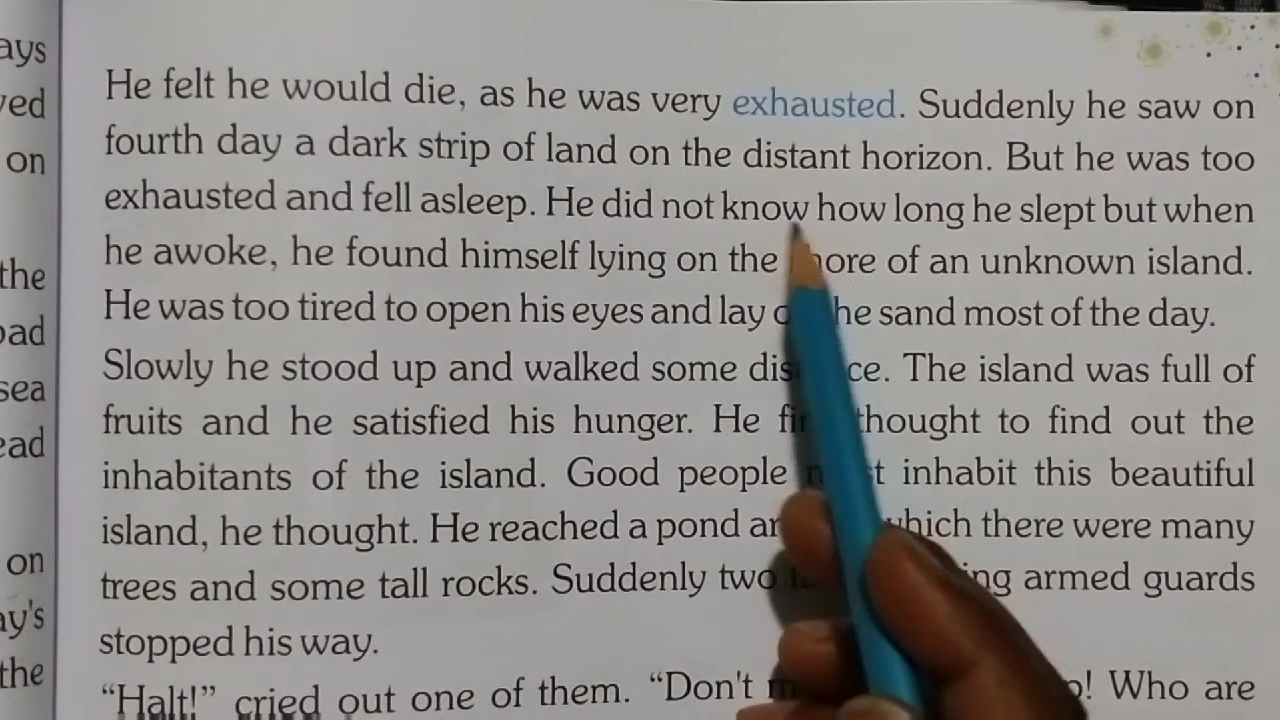 ays
on
the
sea
on
the
He felt he would die, as he was very exhausted. Suddenly he saw on
fourth day a dark strip of land on the distant horizon. But he was too
exhausted and fell asleep. He did not know how long he slept but when
he awoke, he found himself lying on the of an unknown island.
He was too tired to open his eyes and lay he sand most of the day.
Slowly he stood up and walked some The island was full of
fruits and he satisfied his hunger. He thought to find out the
inhabitants of the island. Good people inhabit this beautiful
island, he thought. He reached a pond which there were many
trees and some tall rocks. Suddenly two armed guards
stopped his way.
“Halt!” cried out one of them. “Don't Who are